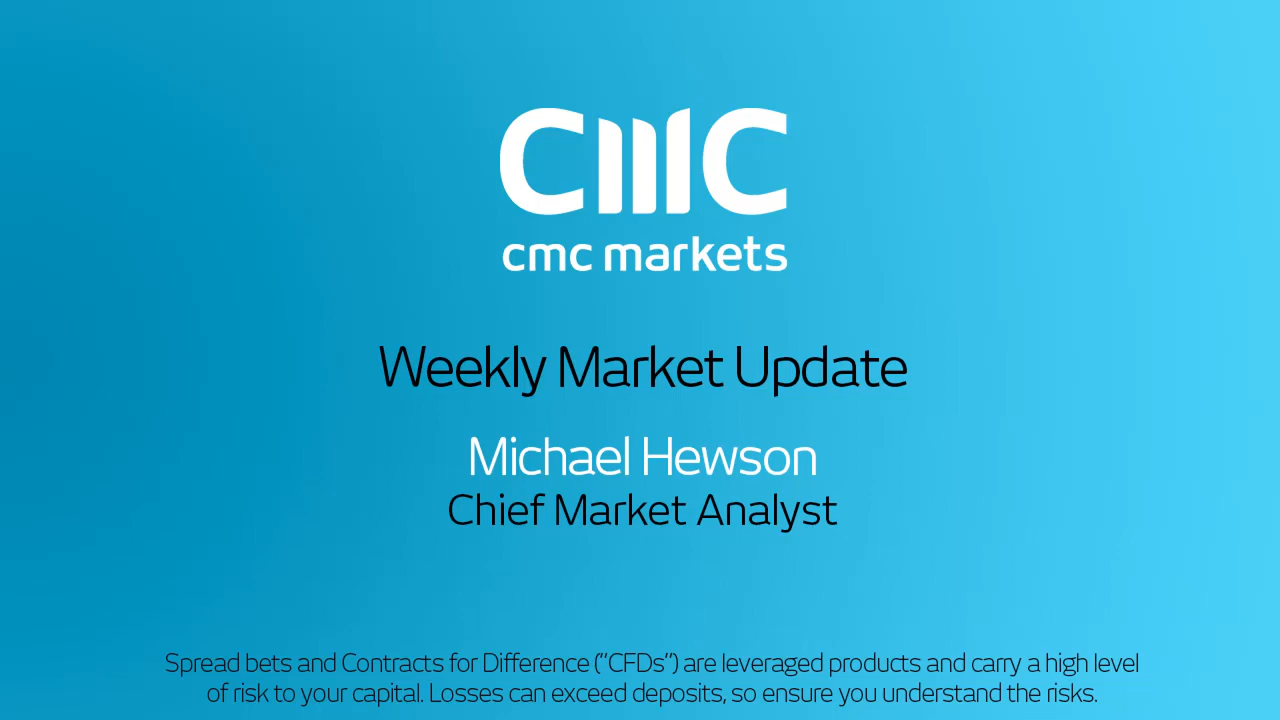 CMC
cmc markets
Weekly Market Update
Michael Hewson
Chief Market Analyst
Spread bets and Contracts for Difference (”CFDs”) are leveraged products and carry a high level
of risk to your capital. Losses can exceed deposits, so ensure you understand the risks.